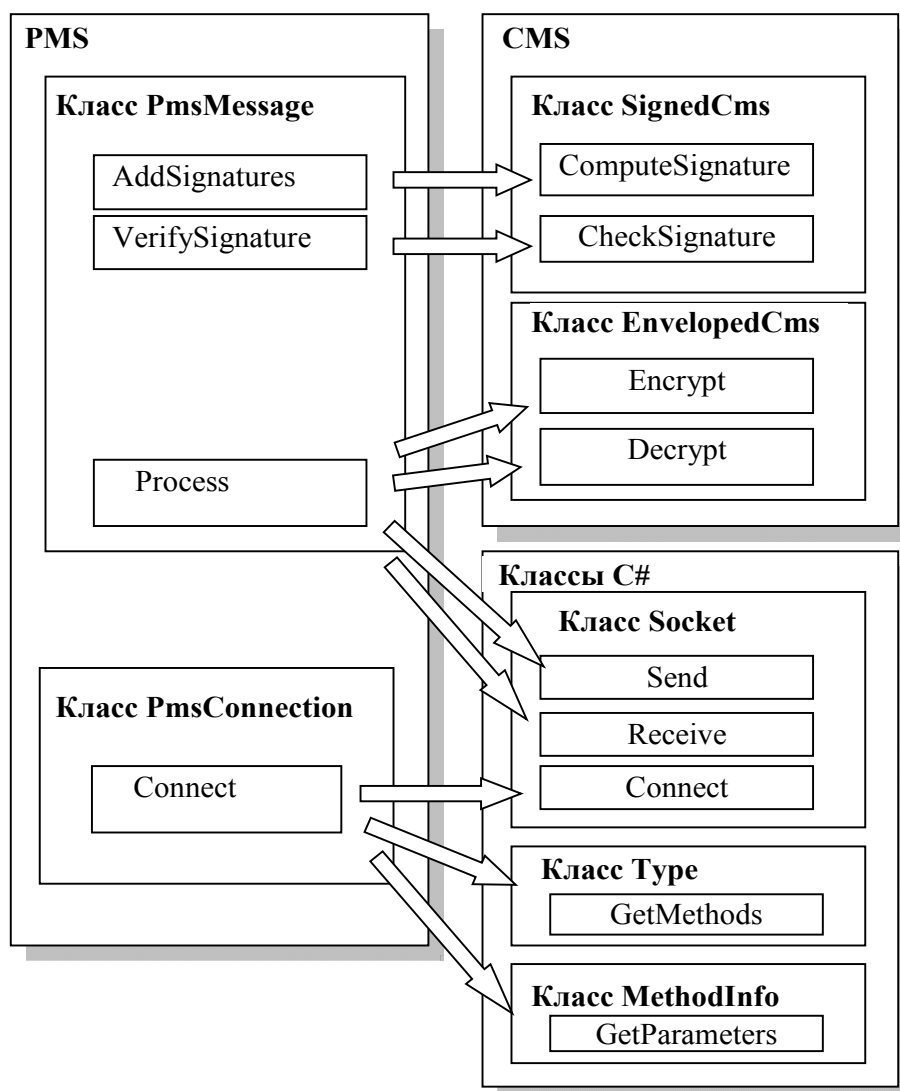 PMS
Класс PmsMessage
AddSignatures
VerifySignature
Process
Класс PmsConnection
Connect
CMS
Класс SignedCms
ComputeSignature
CheckSignature
Класс EnvelopedCms
Encrypt
Decrypt
Классы C#
Класс Socket
Send
Receive
Connect
Класс Type
GetMethods
Класс MethodInfo
GetParameters